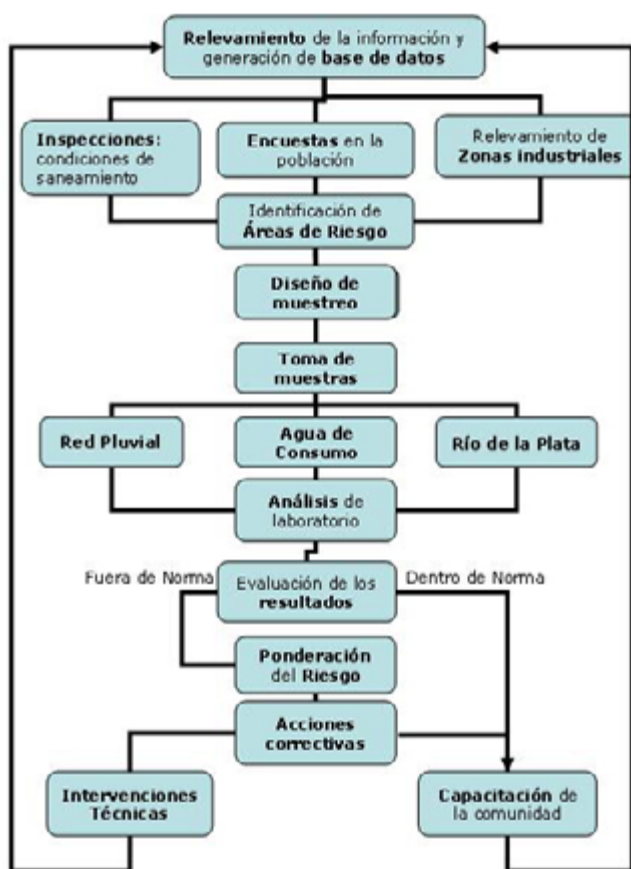 Relevamiento de la información y
generación de base de datos
Inspecciones:
condiciones de
saneamiento
Encuestas en la
población
Relevamiento de
Zonas industriales
Identificación de
Áreas de Riesgo
Diseño de
muestreo
Toma de
muestras
Red Pluvial
Agua de
Consumo
Río de la Plata
Análisis de
laboratorio
Fuera de Norma
Evaluación de los
resultados
Dentro de Norma
Ponderación
del Riesgo
Acciones
correctivas
Intervenciones
Técnicas
Capacitación de
la comunidad